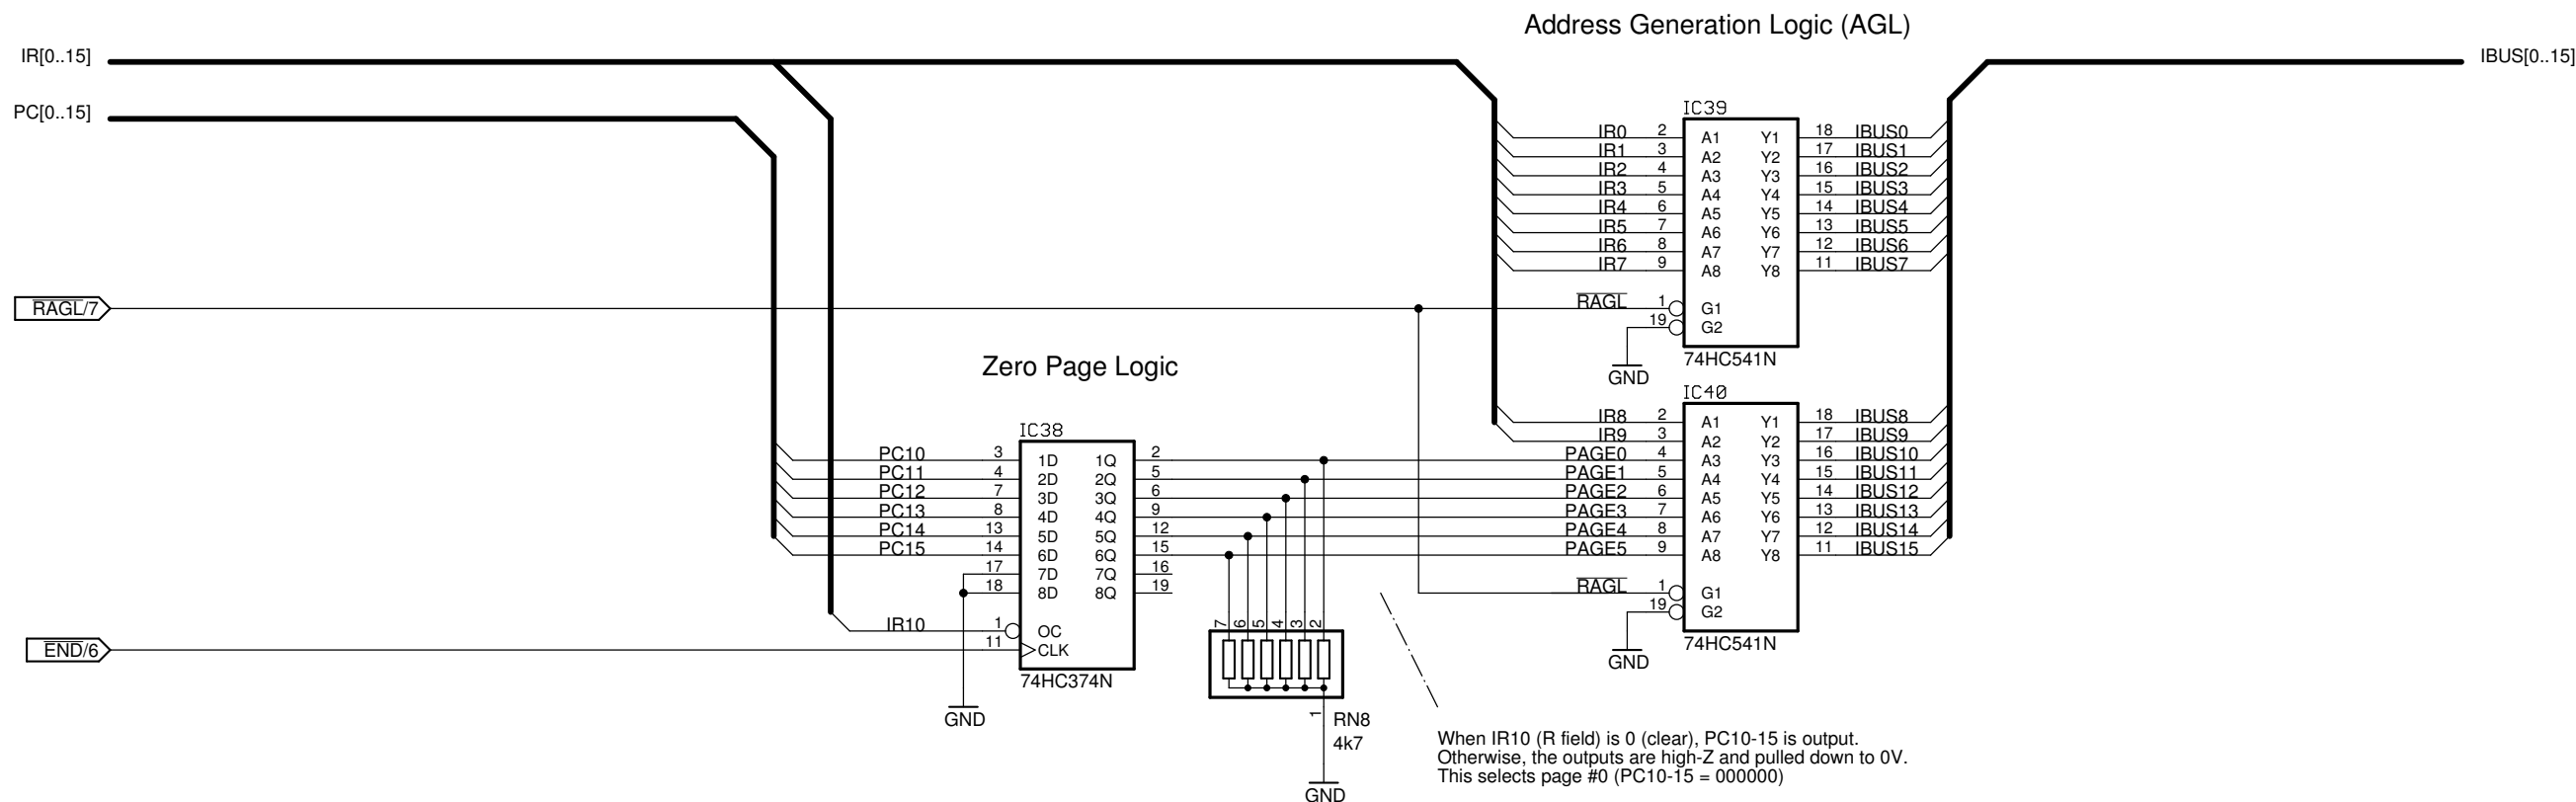 Address Generation Logic (AGL)
IR[0..15]
IBUS[0..15]
PC[0..15]
IC39
IR0 2 A1 Y1 18 IBUS0
IR1 3 A2 Y2 17 IBUS1
IR2 4 A3 Y3 16 IBUS2
IR3 5 A4 Y4 15 IBUS3
IR4 6 A5 Y5 14 IBUS4
IR5 7 A6 Y6 13 IBUS5
IR6 8 A7 Y7 12 IBUS6
IR7 9 A8 Y8 11 IBUS7
RAGL/7
RAGL 1 G1
19 G2
74HC541N
GND
Zero Page Logic
IC40
IR8 2 A1 Y1 18 IBUS8
IR9 3 A2 Y2 17 IBUS9
PAGE0 4 A3 Y3 16 IBUS10
PAGE1 5 A4 Y4 15 IBUS11
PAGE2 6 A5 Y5 14 IBUS12
PAGE3 7 A6 Y6 13 IBUS13
PAGE4 8 A7 Y7 12 IBUS14
PAGE5 9 A8 Y8 11 IBUS15
RAGL 1 G1
19 G2
74HC541N
GND
IC38
PC10 3 1D 1Q 2
PC11 4 2D 2Q 5
PC12 7 3D 3Q 6
PC13 8 4D 4Q 9
PC14 13 5D 5Q 12
PC15 14 6D 6Q 15
17 7D 7Q 16
18 8D 8Q 19
IR10 1 OC
END/6
11 CLK
74HC374N
GND
7 6 5 4 3 2
1
RN8
4k7
GND
When IR10 (R field) is 0 (clear), PC10-15 is output.
Otherwise, the outputs are high-Z and pulled down to 0V.
This selects page #0 (PC10-15 = 000000)